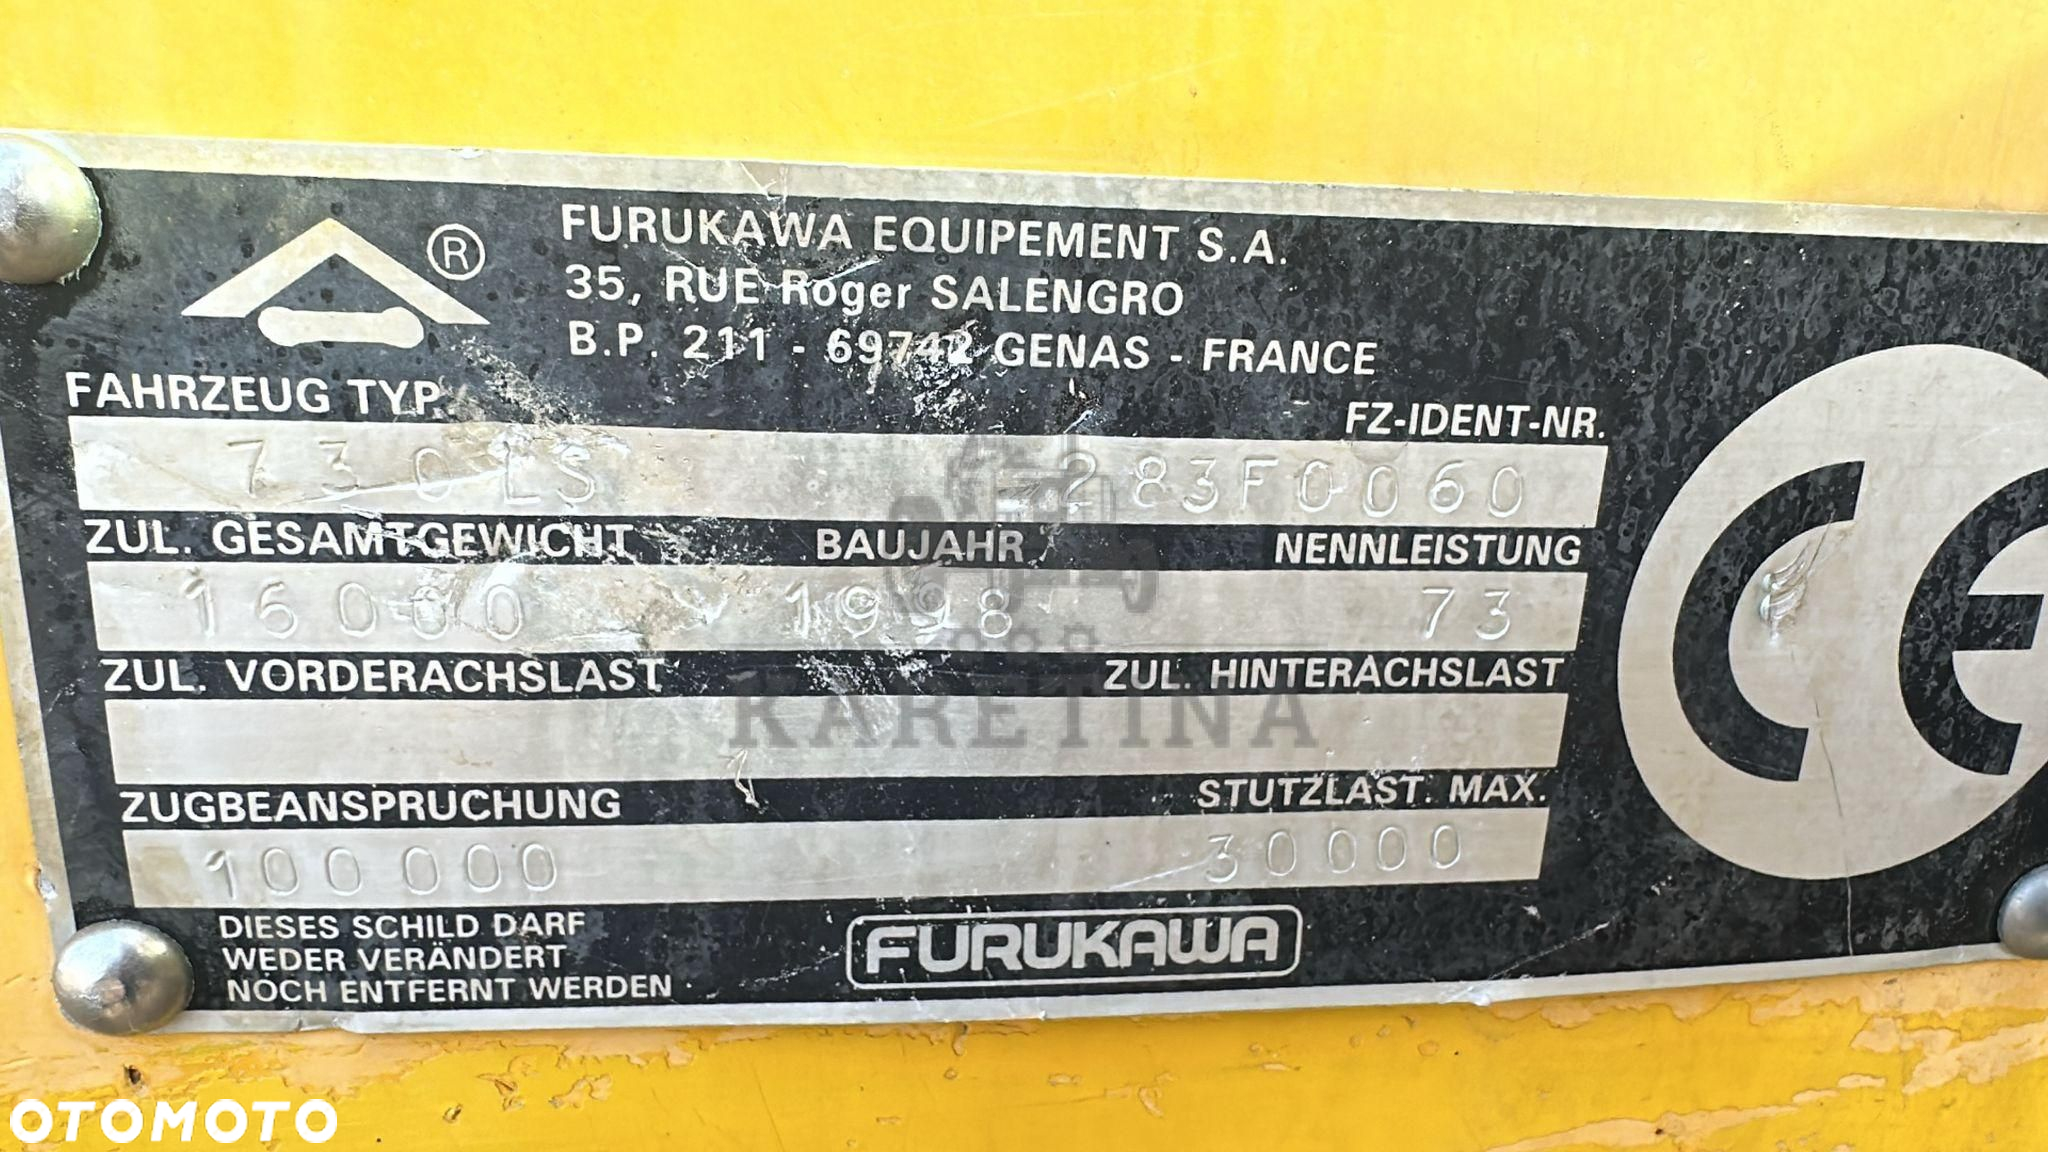 ®
FURUKAWA EQUIPEMENT S.A.
35, RUE Roger SALENGRO
B.P. 211 - 69742 GENAS - FRANCE
FAHRZEUG TYP.
FZ-IDENT-NR.
730 LS
283F0060
ZUL. GESAMTGEWICHT
BAUJAHR
NENNLEISTUNG
16000
1998
73
ZUL. VORDERACHSLAST
ZUL. HINTERACHSLAST
KARETINA
ZUGBEANSPRUCHUNG
STUTZLAST. MAX.
100 000
30000
DIESES SCHILD DARF
WEDER VERÄNDERT
NOCH ENTFERNT WERDEN
FURUKAWA
CE
OTOMOTO